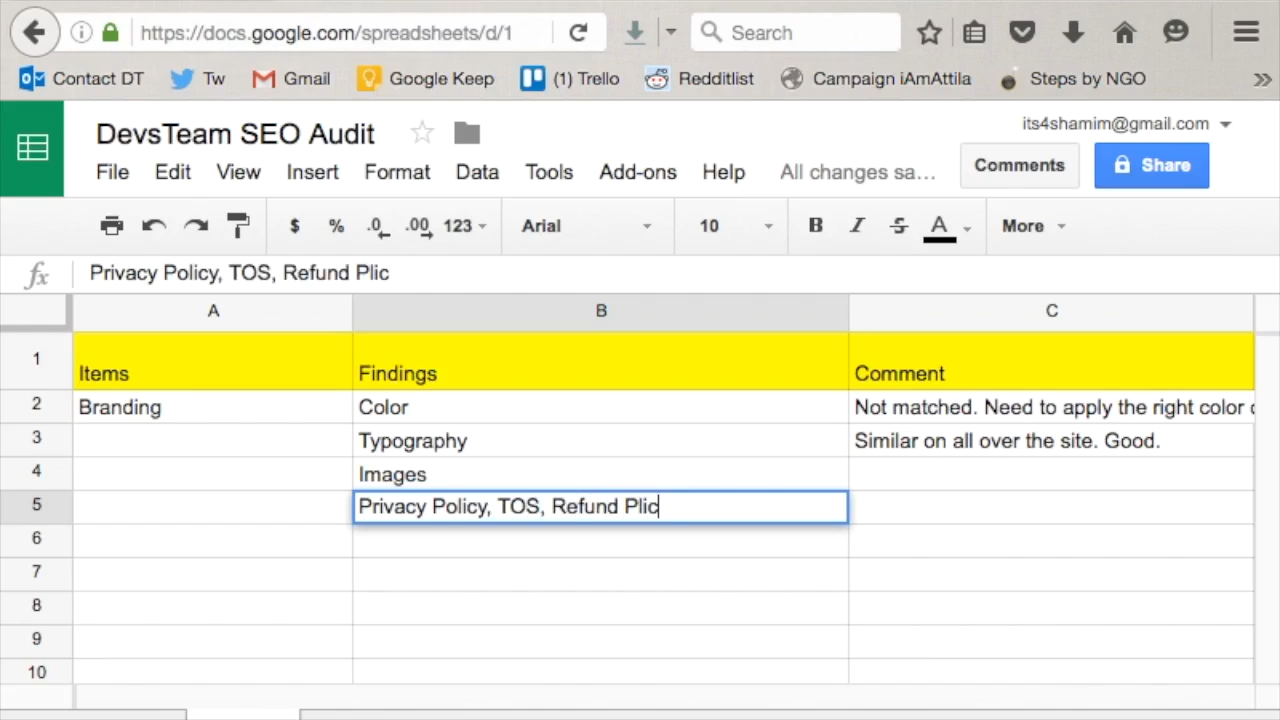 https://docs.google.com/spreadsheets/d/1
Search
Contact DT Tw Gmail Google Keep (1) Trello Redditlist Campaign iAmAttila Steps by NGO
DevsTeam SEO Audit
its4shamim@gmail.com
File Edit View Insert Format Data Tools Add-ons Help All changes sa...
Comments
Share
$ % .0 .00 123 Arial 10 B I S A More
fx Privacy Policy, TOS, Refund Plic
A B C
1 Items Findings Comment
2 Branding Color Not matched. Need to apply the right color
3 Typography Similar on all over the site. Good.
4 Images
5 Privacy Policy, TOS, Refund Plic
6
7
8
9
10